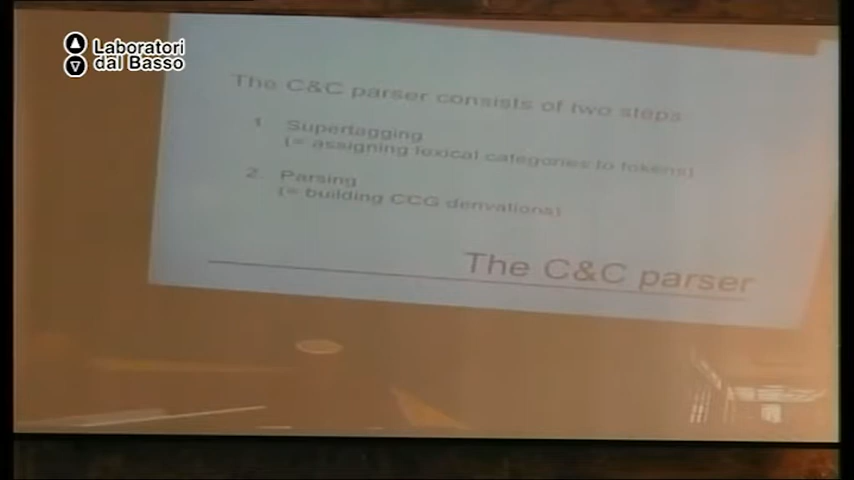 Laboratori
dal Basso
The C&C parser consists of two steps
1. Supertagging
(= assigning lexical categories to tokens)
2. Parsing
(= building CCG derivations)
The C&C parser